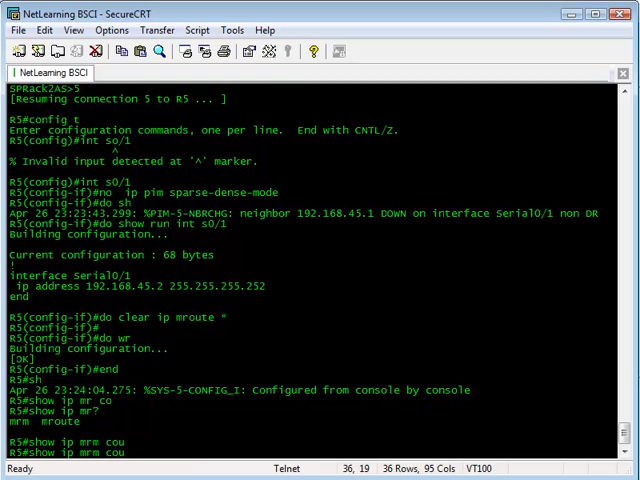 NetLearning BSCI - SecureCRT
File Edit View Options Transfer Script Tools Help
NetLearning BSCI
SPRack2AS>5
[Resuming connection 5 to R5 ... ]
R5#config t
Enter configuration commands, one per line.  End with CNTL/Z.
R5(config)#int so/1
^
% Invalid input detected at '^' marker.
R5(config)#int s0/1
R5(config-if)#no  ip pim sparse-dense-mode
R5(config-if)#do sh
Apr 26 23:23:43.299: %PIM-5-NBRCHG: neighbor 192.168.45.1 DOWN on interface Serial0/1 non DR
R5(config-if)#do show run int s0/1
Building configuration...
Current configuration : 68 bytes
!
interface Serial0/1
ip address 192.168.45.2 255.255.255.252
end
R5(config-if)#do clear ip mroute *
R5(config-if)#
R5(config-if)#do wr
Building configuration...
[OK]
R5(config-if)#end
R5#sh
Apr 26 23:24:04.275: %SYS-5-CONFIG_I: Configured from console by console
R5#show ip mr co
R5#show ip mr?
mrm  mroute
R5#show ip mrm cou
R5#show ip mrm cou
Ready Telnet 36, 19 36 Rows, 95 Cols VT100